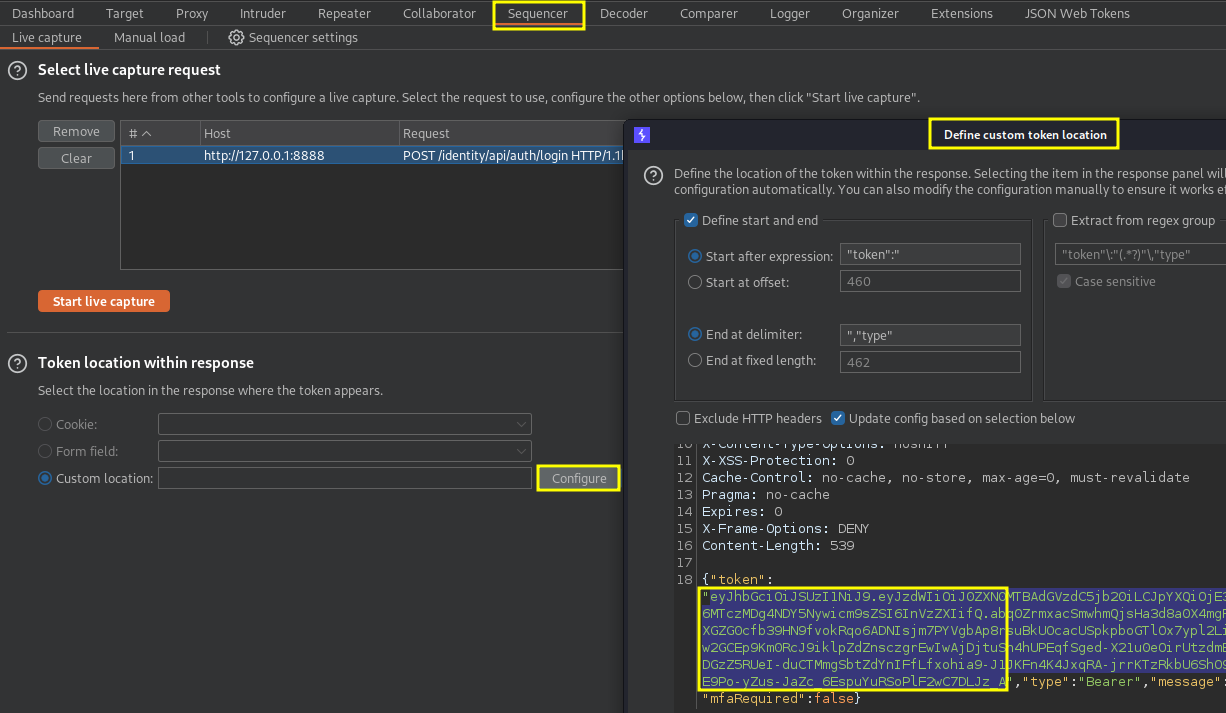 Dashboard Target Proxy Intruder Repeater Collaborator Sequencer Decoder Comparer Logger Organizer Extensions JSON Web Tokens
Live capture Manual load Sequencer settings
Select live capture request
Send requests here from other tools to configure a live capture. Select the request to use, configure the other options below, then click "Start live capture".
Remove
Clear
# Host Request
1 http://127.0.0.1:8888 POST /identity/api/auth/login HTTP/1.1
Start live capture
Token location within response
Select the location in the response where the token appears.
Cookie:
Form field:
Custom location:
Configure
Define custom token location
Define the location of the token within the response. Selecting the item in the response panel will
configuration automatically. You can also modify the configuration manually to ensure it works
Define start and end
Start after expression: "token":"
Start at offset: 460
End at delimiter: ","type"
End at fixed length: 462
Extract from regex group
"token"\:"(.*?)"\,"type"
Case sensitive
Exclude HTTP headers Update config based on selection below
10 X-Content-Type-Options: nosniff
11 X-XSS-Protection: 0
12 Cache-Control: no-cache, no-store, max-age=0, must-revalidate
13 Pragma: no-cache
14 Expires: 0
15 X-Frame-Options: DENY
16 Content-Length: 539
17
18 {"token":
E9Po-yZus-JaZc_6EspuYuRSoPlF2wC7DLJz_A","type":"Bearer","message":
"mfaRequired":false}